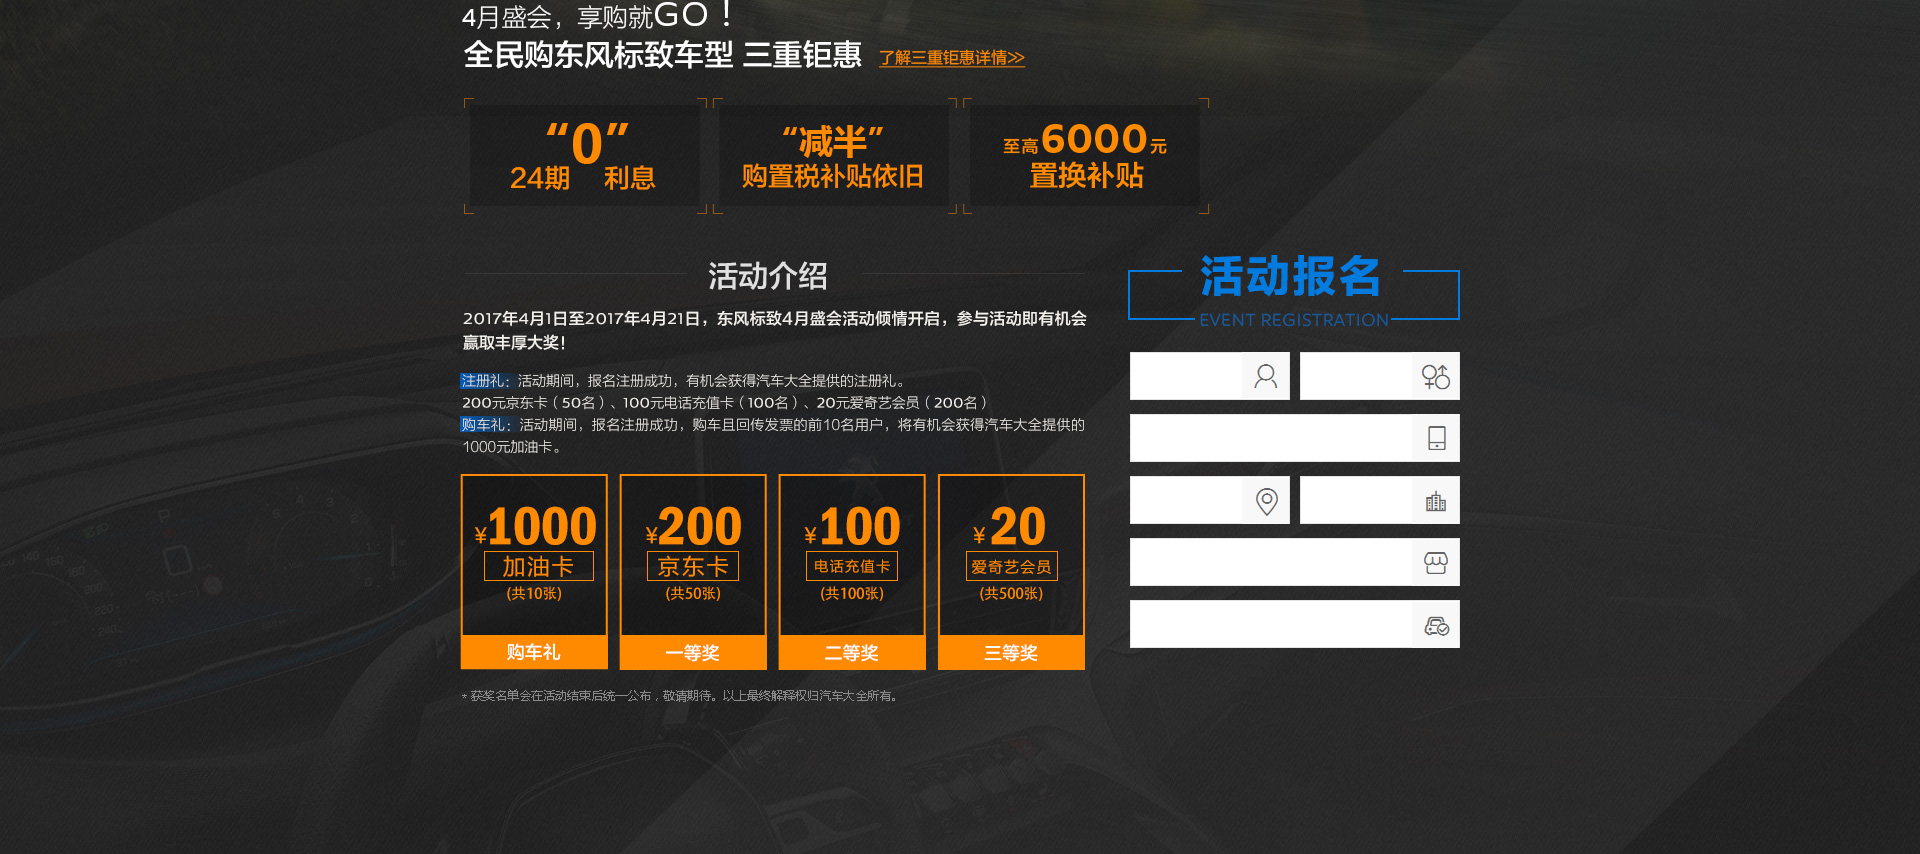 4月盛会，享购就GO！
全民购东风标致车型 三重钜惠 了解三重钜惠详情>>
“0”
24期 利息
“减半”
购置税补贴依旧
至高6000元
置换补贴
活动介绍
2017年4月1日至2017年4月21日，东风标致4月盛会活动倾情开启，参与活动即有机会
赢取丰厚大奖！
注册礼：活动期间，报名注册成功，有机会获得汽车大全提供的注册礼。
200元京东卡（50名）、100元电话充值卡（100名）、20元爱奇艺会员（200名）
购车礼：活动期间，报名注册成功，购车且回传发票的前10名用户，将有机会获得汽车大全提供的
1000元加油卡。
¥1000
加油卡
(共10张)
购车礼
¥200
京东卡
(共50张)
一等奖
¥100
电话充值卡
(共100张)
二等奖
¥20
爱奇艺会员
(共500张)
三等奖
* 获奖名单会在活动结束后统一公布，敬请期待。以上最终解释权归汽车大全所有。
活动报名
EVENT REGISTRATION